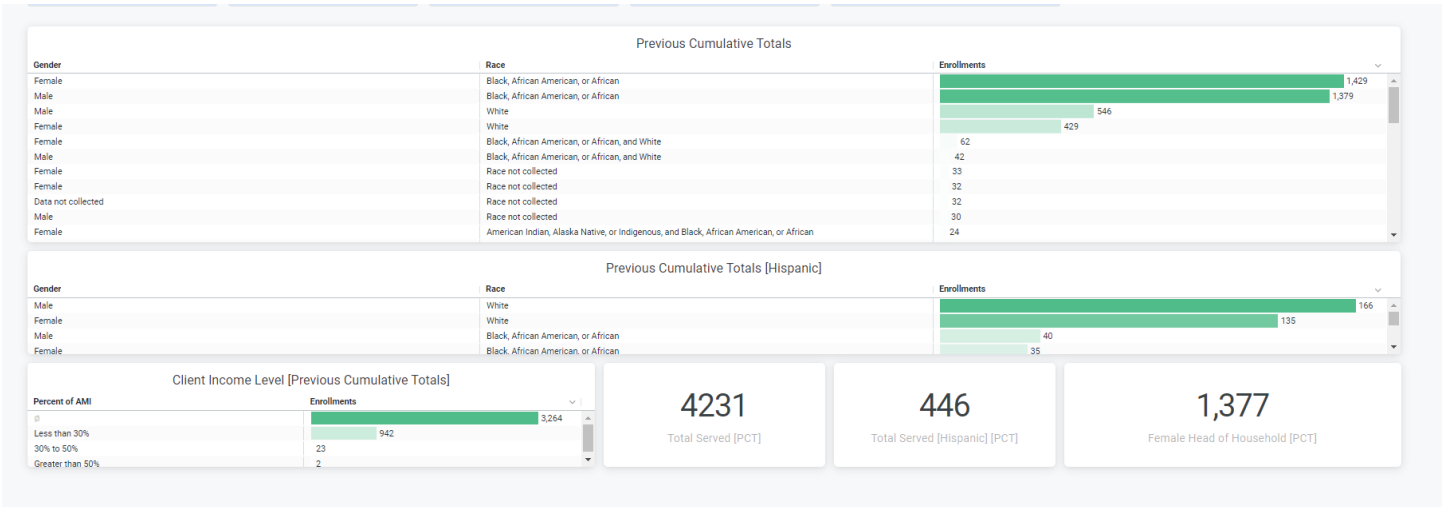 Previous Cumulative Totals
Gender Race Enrollments
Female Black, African American, or African 1,429
Male Black, African American, or African 1,379
Male White 546
Female White 429
Female Black, African American, or African, and White 62
Male Black, African American, or African, and White 42
Female Race not collected 33
Female Race not collected 32
Data not collected Race not collected 32
Male Race not collected 30
Female American Indian, Alaska Native, or Indigenous, and Black, African American, or African 24
Previous Cumulative Totals [Hispanic]
Gender Race Enrollments
Male White 166
Female White 135
Male Black, African American, or African 40
Female Black, African American, or African 35
Client Income Level [Previous Cumulative Totals]
Percent of AMI Enrollments
∅ 3,264
Less than 30% 942
30% to 50% 23
Greater than 50% 2
4231
Total Served [PCT]
446
Total Served [Hispanic] [PCT]
1,377
Female Head of Household [PCT]